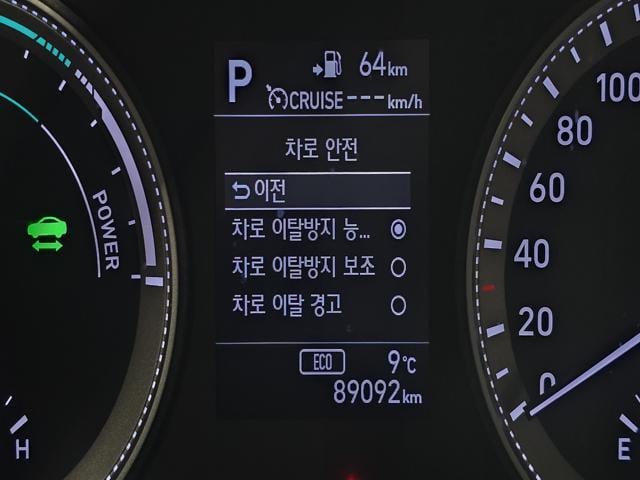 P
64km
CRUISE ---km/h
차로 안전
이전
차로 이탈방지 능...
차로 이탈방지 보조
차로 이탈 경고
ECO 9℃
89092km
POWER
H
100
80
60
40
20
0
E